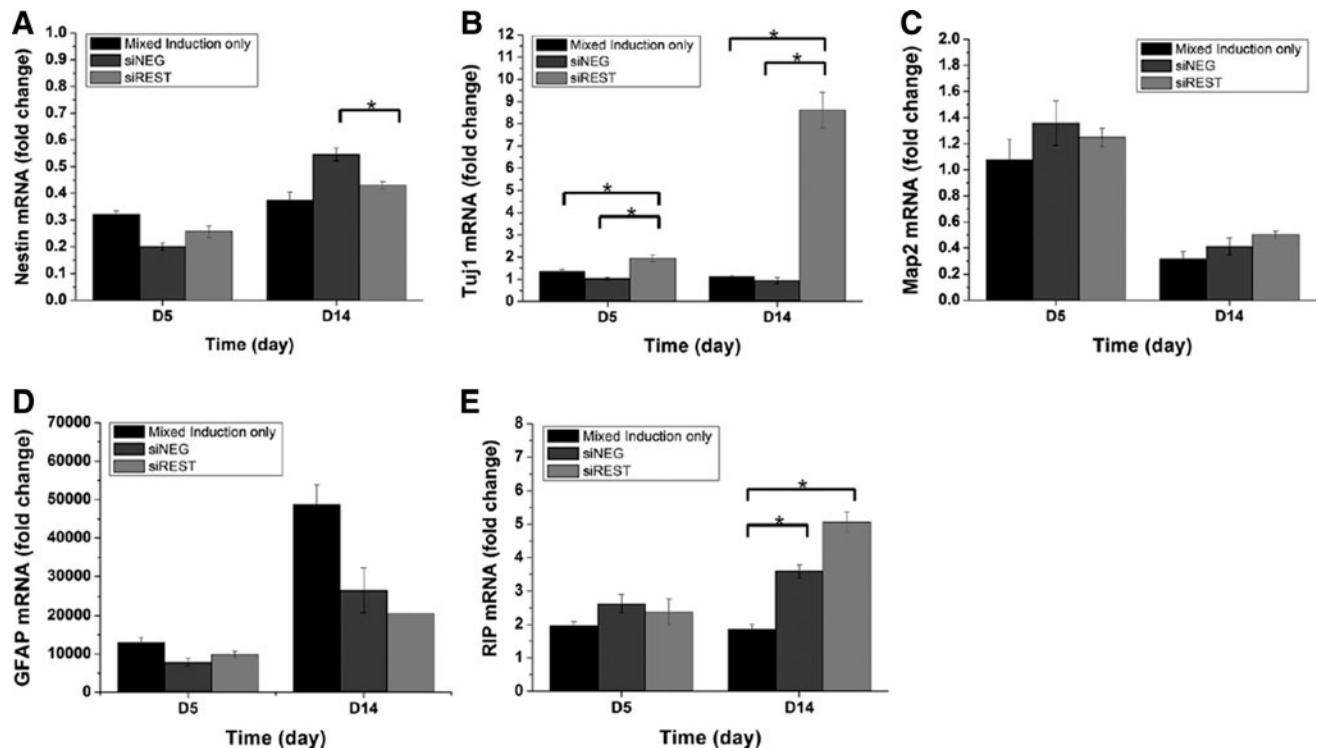 A
Nestin mRNA (fold change)
1.0
0.9
0.8
0.7
0.6
0.5
0.4
0.3
0.2
0.1
0.0
Mixed Induction only
siNEG
siREST
*
D5 D14
Time (day)
B
Tuj1 mRNA (fold change)
12
11
10
9
8
7
6
5
4
3
2
1
0
Mixed Induction only
siNEG
siREST
*
*
*
*
D5 D14
Time (day)
C
Map2 mRNA (fold change)
2.0
1.8
1.6
1.4
1.2
1.0
0.8
0.6
0.4
0.2
0.0
Mixed Induction only
siNEG
siREST
D5 D14
Time (day)
D
GFAP mRNA (fold change)
70000
60000
50000
40000
30000
20000
10000
0
Mixed Induction only
siNEG
siREST
D5 D14
Time (day)
E
RIP mRNA (fold change)
8
7
6
5
4
3
2
1
0
Mixed Induction only
siNEG
siREST
*
*
D5 D14
Time (day)